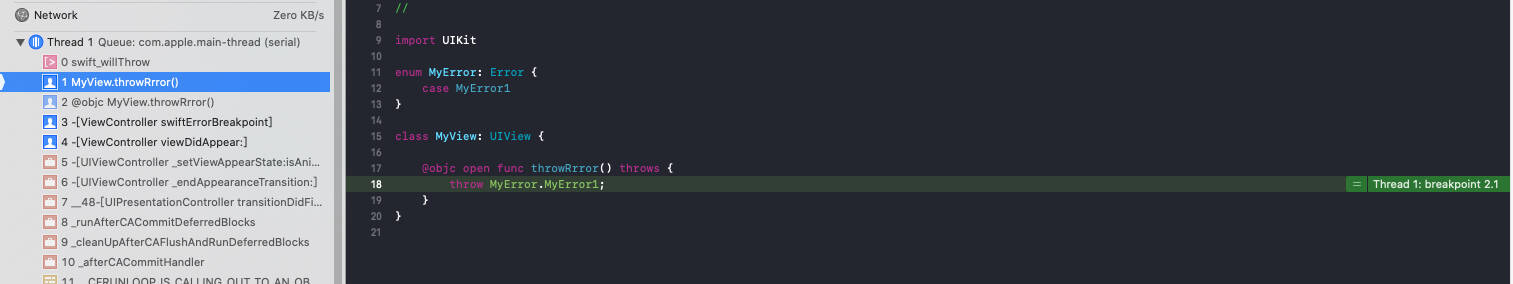 Network Zero KB/s
Thread 1 Queue: com.apple.main-thread (serial)
0 swift_willThrow
1 MyView.throwRrror()
2 @objc MyView.throwRrror()
3 -[ViewController swiftErrorBreakpoint]
4 -[ViewController viewDidAppear:]
5 -[UIViewController _setViewAppearState:isAni...
6 -[UIViewController _endAppearanceTransition:]
7 __48-[UIPresentationController transitionDidFi...
8 _runAfterCACommitDeferredBlocks
9 _cleanUpAfterCAFlushAndRunDeferredBlocks
10 _afterCACommitHandler
7 //
8
9 import UIKit
10
11 enum MyError: Error {
12 case MyError1
13 }
14
15 class MyView: UIView {
16
17 @objc open func throwRrror() throws {
18 throw MyError.MyError1; = Thread 1: breakpoint 2.1
19 }
20 }
21